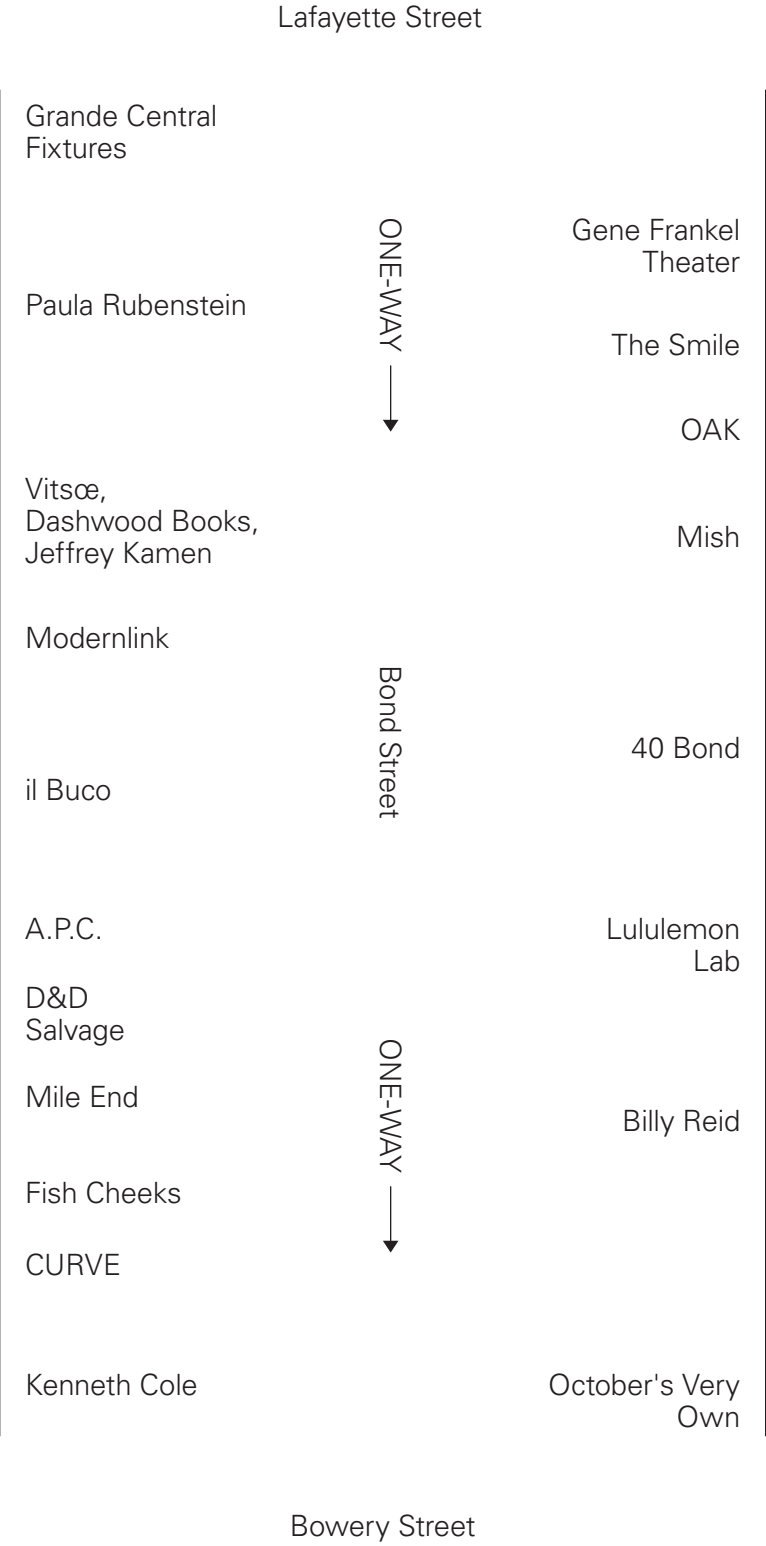 Lafayette Street
Grande Central
Fixtures
Gene Frankel
Theater
ONE-WAY
Paula Rubenstein
The Smile
OAK
Vitsœ,
Dashwood Books,
Jeffrey Kamen
Mish
Modernlink
Bond Street
40 Bond
il Buco
A.P.C.
Lululemon
Lab
D&D
Salvage
ONE-WAY
Mile End
Billy Reid
Fish Cheeks
CURVE
Kenneth Cole
October's Very
Own
Bowery Street